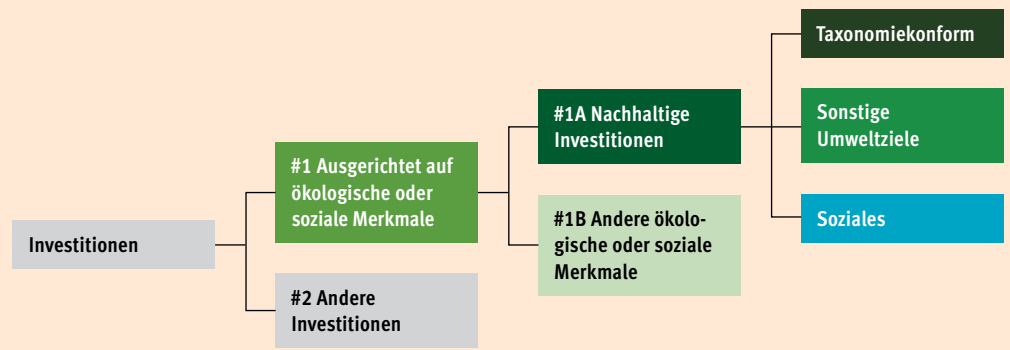 Investitionen
#1 Ausgerichtet auf
ökologische oder
soziale Merkmale
#2 Andere
Investitionen
#1A Nachhaltige
Investitionen
#1B Andere ökolo-
gische oder soziale
Merkmale
Taxonomiekonform
Sonstige
Umweltziele
Soziales